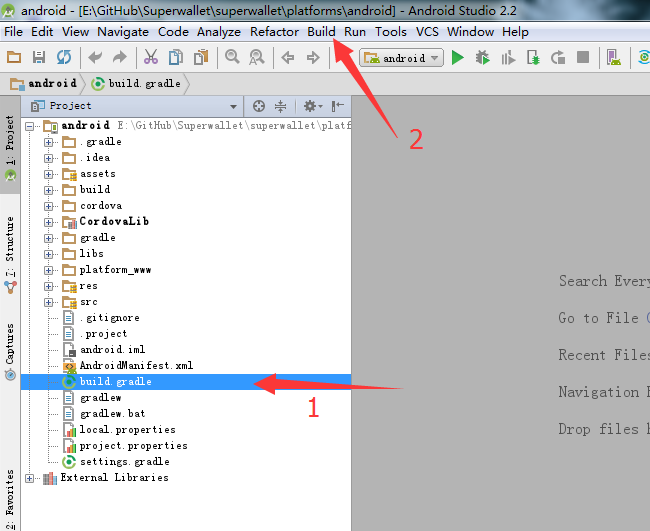 android - [E:\GitHub\Superwallet\superwallet\platforms\android] - Android Studio 2.2
File Edit View Navigate Code Analyze Refactor Build Run Tools VCS Window Help
android
android build.gradle
1: Project
Project
android E:\GitHub\Superwallet\superwallet\platf
.gradle
.idea
assets
build
cordova
CordovaLib
gradle
libs
platform_www
res
src
.gitignore
.project
android.iml
AndroidManifest.xml
build.gradle
gradlew
gradlew.bat
local.properties
project.properties
settings.gradle
External Libraries
7: Structure
Captures
2: Favorites
2
1
Search Every
Go to File
Recent Files
Navigation
Drop files